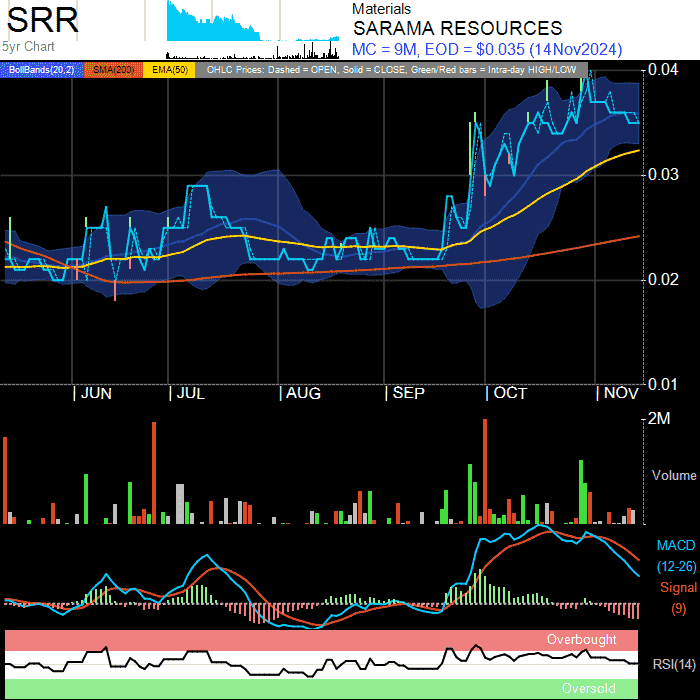 SRR
5yr Chart
Materials
SARAMA RESOURCES
MC = 9M, EOD = $0.035 (14Nov2024)
BollBands(20,2) SMA(200) EMA(50) OHLC Prices: Dashed = OPEN, Solid = CLOSE, Green/Red bars = Intra-day HIGH/LOW
0.04
0.03
0.02
0.01
JUN JUL AUG SEP OCT NOV
2M
Volume
MACD
(12-26)
Signal
(9)
Overbought
RSI(14)
Oversold